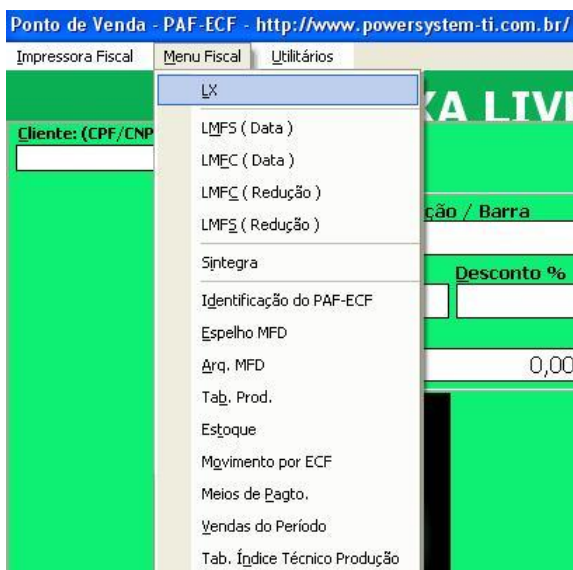 Ponto de Venda - PAF-ECF - http://www.powersystem-ti.com.br/
Impressora Fiscal Menu Fiscal Utilitários
LX
LMFS ( Data )
LMFC ( Data )
LMFC ( Redução )
LMFS ( Redução )
Sintegra
Identificação do PAF-ECF
Espelho MFD
Arq. MFD
Tab. Prod.
Estoque
Movimento por ECF
Meios de Pagto.
Vendas do Período
Tab. Índice Técnico Produção
XA LIV
Cliente: (CPF/CNP
ção / Barra
Desconto %
0,00